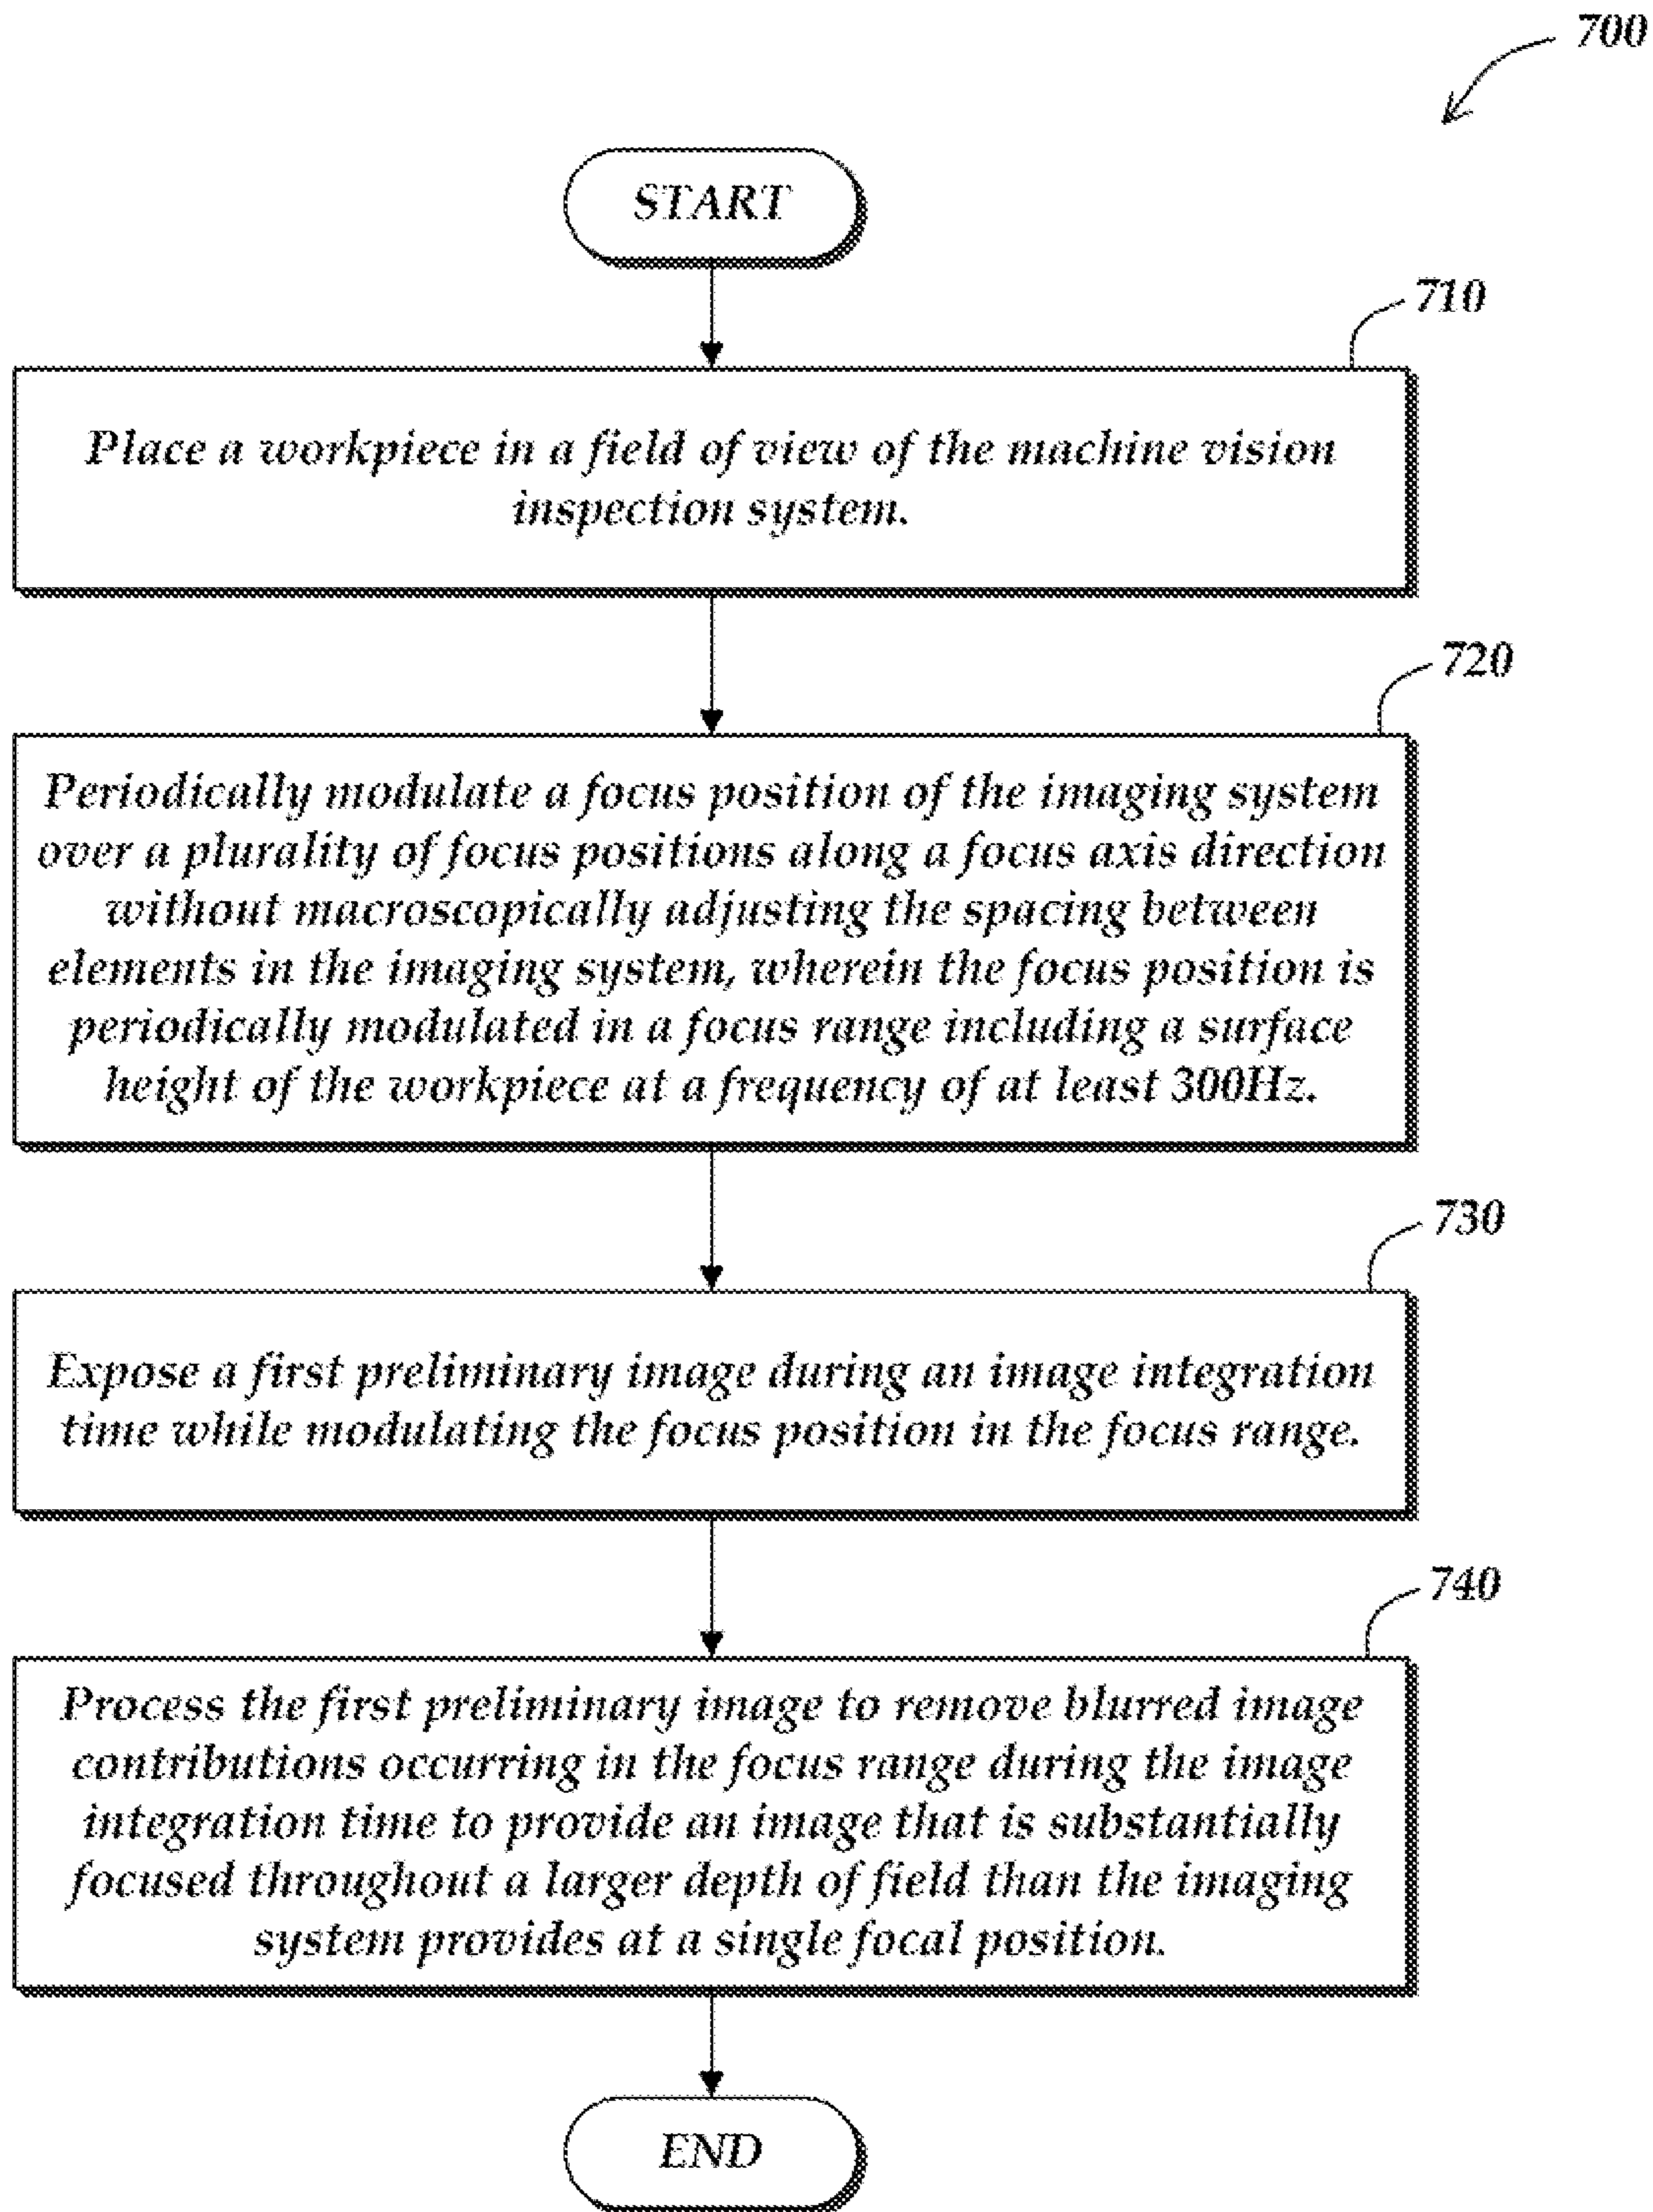 700
START
710
Place a workpiece in a field of view of the machine vision
inspection system.
720
Periodically modulate a focus position of the imaging system
over a plurality of focus positions along a focus axis direction
without macroscopically adjusting the spacing between
elements in the imaging system, wherein the focus position is
periodically modulated in a focus range including a surface
height of the workpiece at a frequency of at least 300Hz.
730
Expose a first preliminary image during an image integration
time while modulating the focus position in the focus range.
740
Process the first preliminary image to remove blurred image
contributions occurring in the focus range during the image
integration time to provide an image that is substantially
focused throughout a larger depth of field than the imaging
system provides at a single focal position.
END